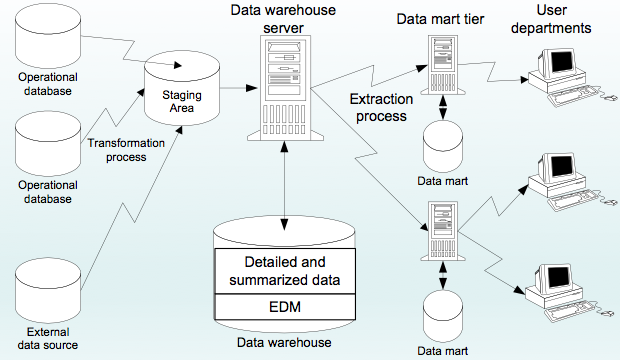 Data warehouse
server
Data mart tier
User
departments
Operational
database
Staging
Area
Extraction
process
Transformation
process
Operational
database
Data mart
Detailed and
summarized data
EDM
Data warehouse
External
data source
Data mart